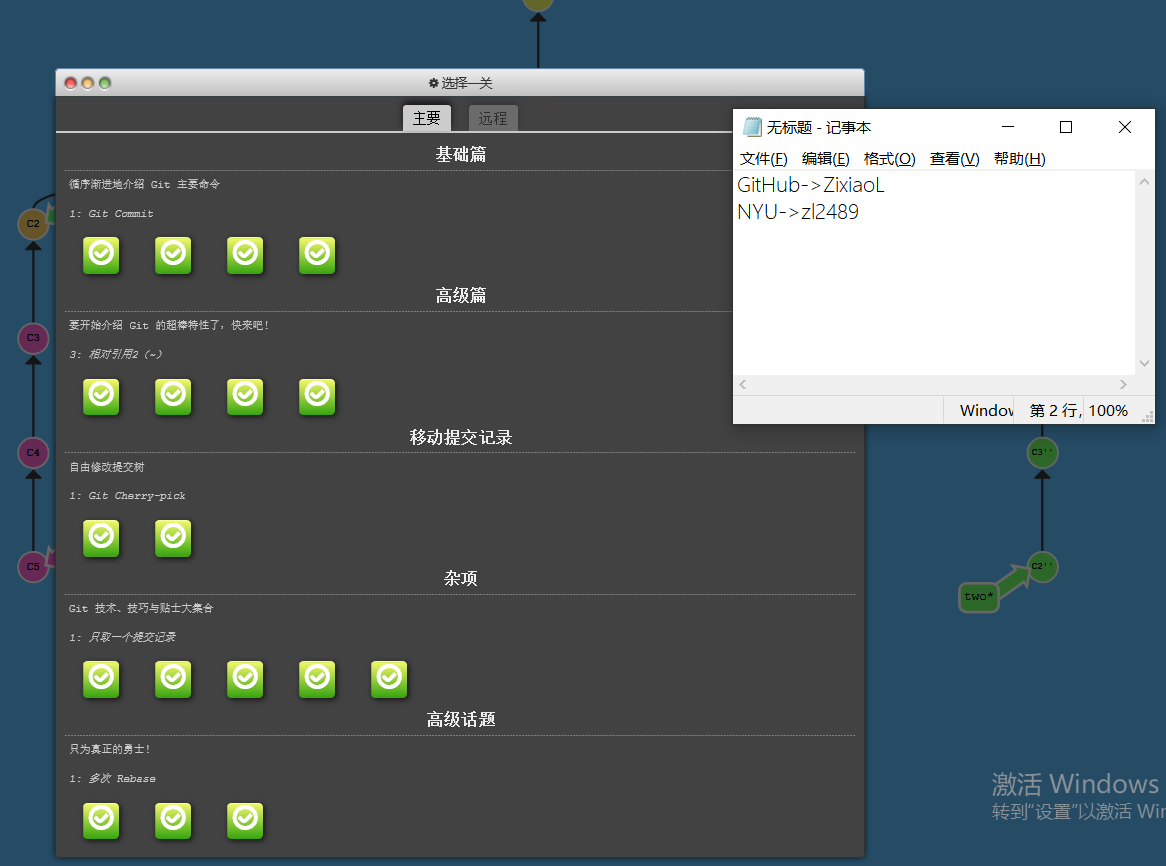 选择一关
主要
远程
基础篇
循序渐进地介绍 Git 主要命令
1: Git Commit
高级篇
要开始介绍 Git 的超棒特性了，快来吧！
3: 相对引用2（~）
移动提交记录
自由修改提交树
1: Git Cherry-pick
杂项
Git 技术、技巧与贴士大集合
1: 只取一个提交记录
高级话题
只为真正的勇士！
1: 多次 Rebase
无标题 - 记事本
文件(F) 编辑(E) 格式(O) 查看(V) 帮助(H)
GitHub->ZixiaoL
NYU->zl2489
第 2 行, 100%
C2
C3
C4
C5
C3''
C2''
two*
激活 Windows
转到"设置"以激活